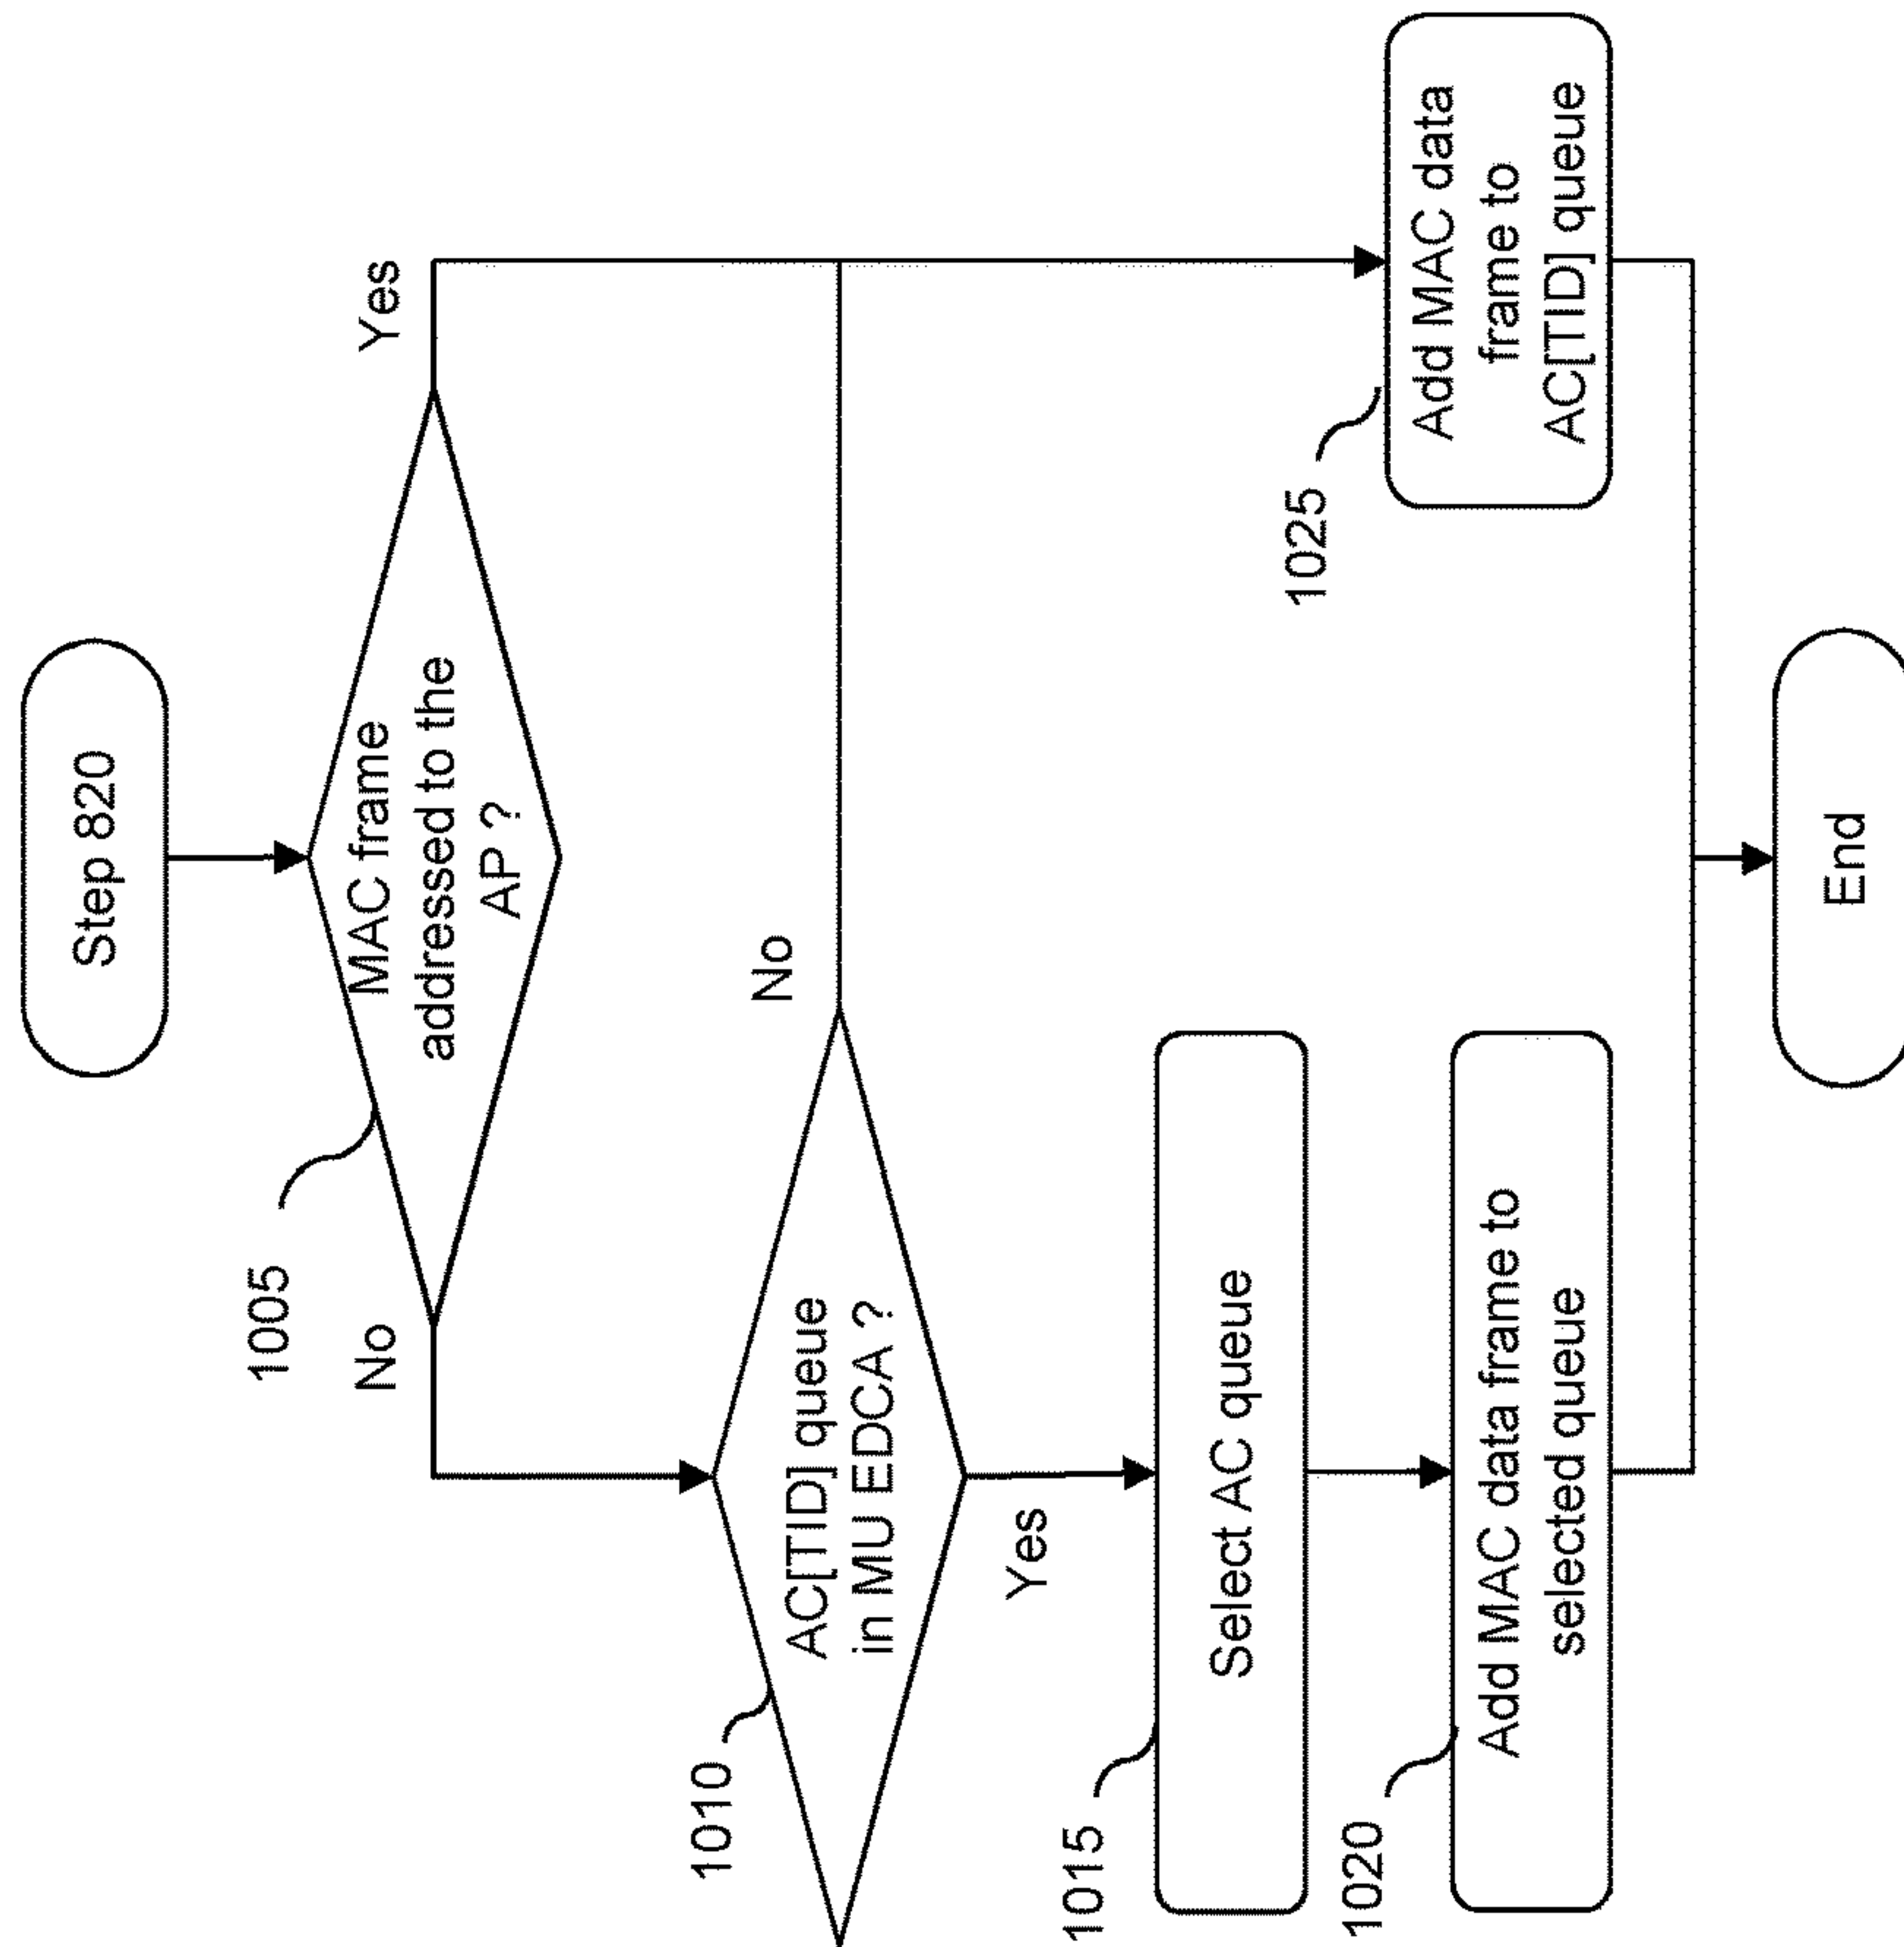 Step 820
1005
MAC frame
addressed to the
AP ?
No
Yes
1010
AC[TID] queue
in MU EDCA ?
No
Yes
1015
Select AC queue
1020
Add MAC data frame to
selected queue
1025
Add MAC data
frame to
AC[TID] queue
End